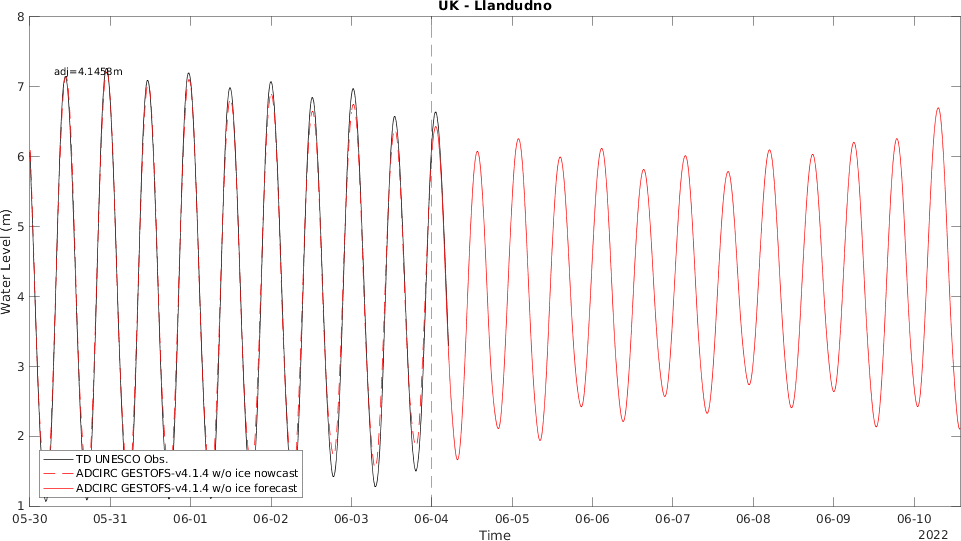 UK - Llandudno
8
adj=4.1458m
7
6
5
4
3
2
1
Water Level (m)
TD UNESCO Obs.
ADCIRC GESTOFS-v4.1.4 w/o ice nowcast
ADCIRC GESTOFS-v4.1.4 w/o ice forecast
05-30 05-31 06-01 06-02 06-03 06-04 06-05 06-06 06-07 06-08 06-09 06-10
Time
2022